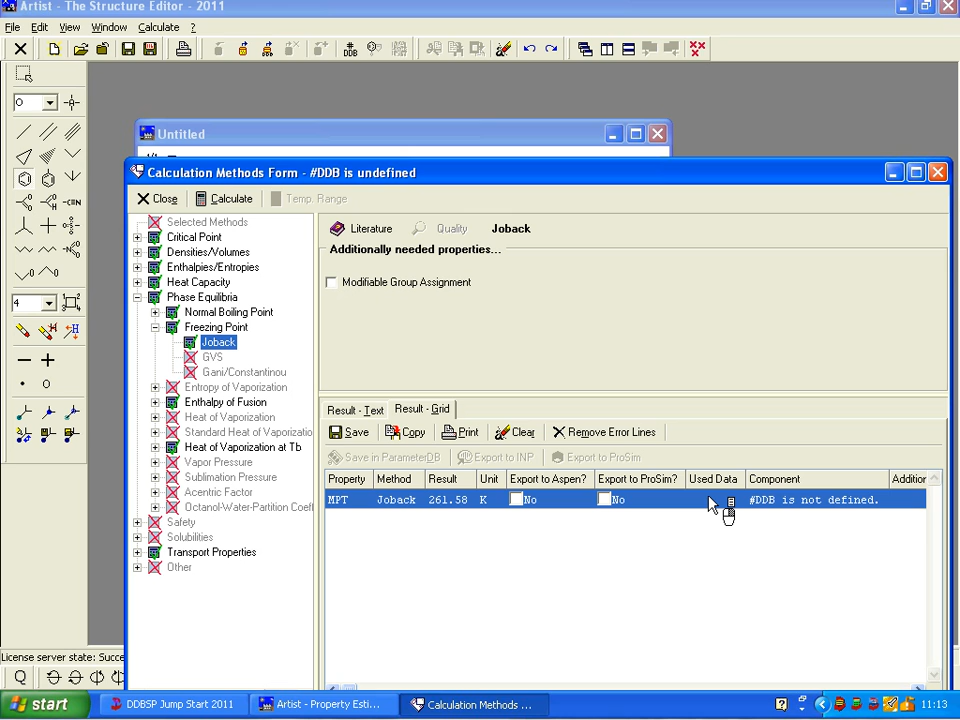 Artist - The Structure Editor - 2011
File Edit View Window Calculate ?
DDB
O
Untitled
Calculation Methods Form - #DDB is undefined
Close Calculate Temp. Range
Selected Methods
Critical Point
Densities/Volumes
Enthalpies/Entropies
Heat Capacity
Phase Equilibria
Normal Boiling Point
Freezing Point
Joback
GVS
Gani/Constantinou
Entropy of Vaporization
Enthalpy of Fusion
Heat of Vaporization
Standard Heat of Vaporizatio
Heat of Vaporization at Tb
Vapor Pressure
Sublimation Pressure
Acentric Factor
Octanol-Water-Partition Coeff
Safety
Solubilities
Transport Properties
Other
Literature Quality Joback
Additionally needed properties...
Modifiable Group Assignment
Result - Text Result - Grid
Save Copy Print Clear Remove Error Lines
Save in ParameterDB Export to INP Export to ProSim
Property Method Result Unit Export to Aspen? Export to ProSim? Used Data Component Addition
MPT Joback 261.58 K No No #DDB is not defined.
4
License server state: Succe
Q
start DDBSP Jump Start 2011 Artist - Property Esti... Calculation Methods ... 11:13